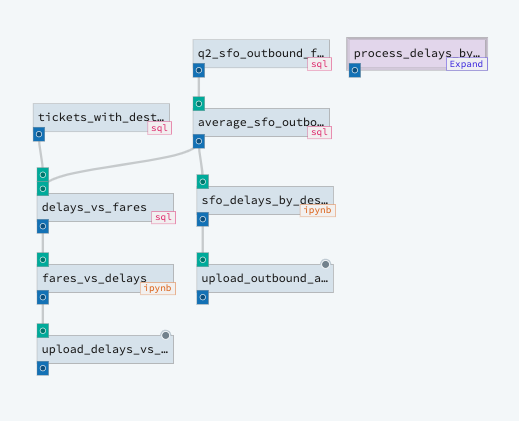 q2_sfo_outbound_f…
sql
process_delays_by…
Expand
tickets_with_dest…
sql
average_sfo_outbo…
sql
delays_vs_fares
sql
sfo_delays_by_des…
ipynb
fares_vs_delays
ipynb
upload_outbound_a…
upload_delays_vs_…